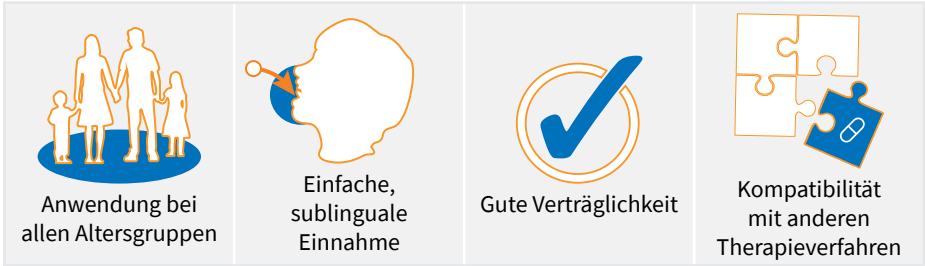 Anwendung bei
allen Altersgruppen
Einfache,
sublinguale
Einnahme
Gute Verträglichkeit
Kompatibilität
mit anderen
Therapieverfahren